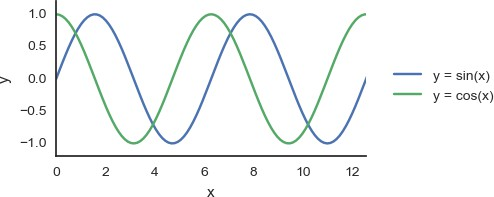 1.0
0.5
0.0
−0.5
−1.0
y
0 2 4 6 8 10 12
x
y = sin(x)
y = cos(x)